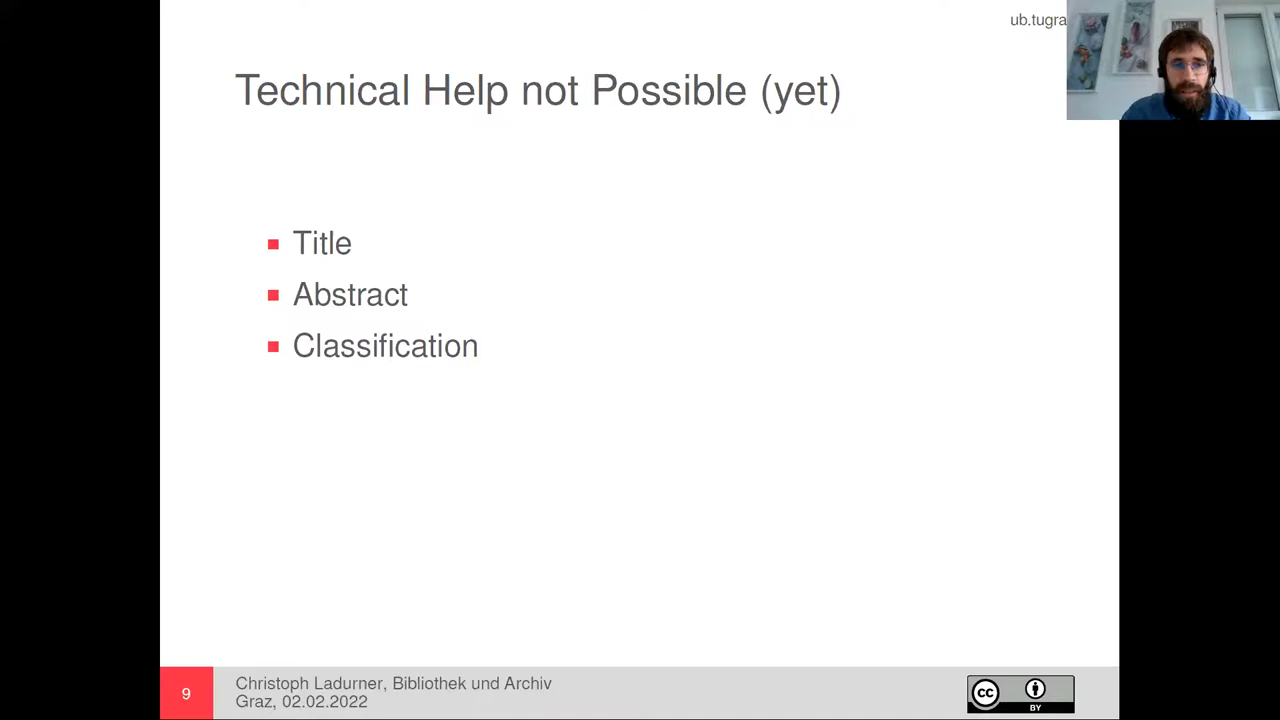 ub.tugra
Technical Help not Possible (yet)
Title
Abstract
Classification
9
Christoph Ladurner, Bibliothek und Archiv
Graz, 02.02.2022
cc
BY